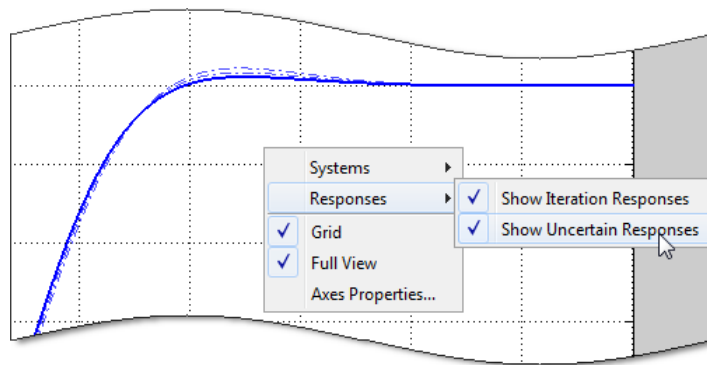 Systems
Responses
Grid
Full View
Axes Properties...
Show Iteration Responses
Show Uncertain Responses